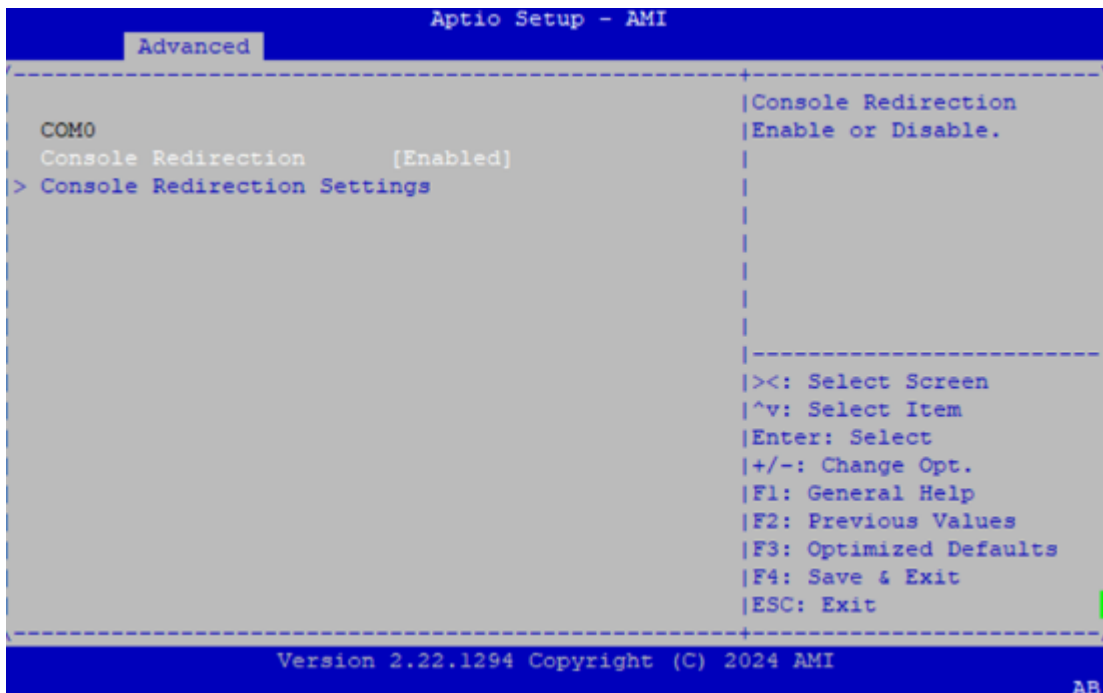 Aptio Setup - AMI
Advanced
COM0
Console Redirection [Enabled]
> Console Redirection Settings
Console Redirection
Enable or Disable.
><: Select Screen
^v: Select Item
Enter: Select
+/-: Change Opt.
F1: General Help
F2: Previous Values
F3: Optimized Defaults
F4: Save & Exit
ESC: Exit
Version 2.22.1294 Copyright (C) 2024 AMI
AB